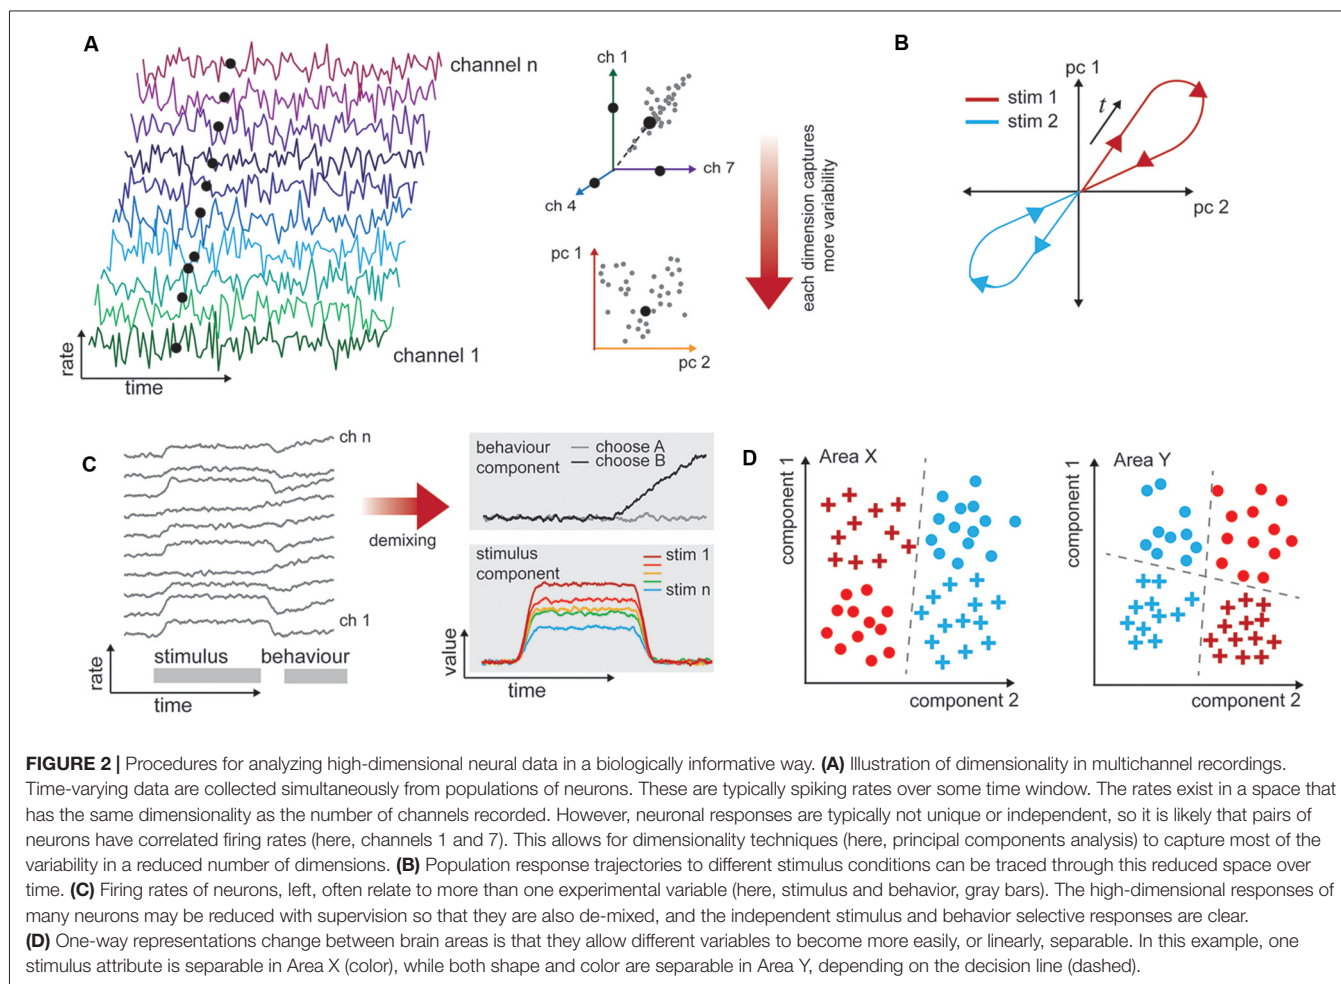 A
channel n
channel 1
rate
time
ch 1
ch 7
ch 4
pc 1
pc 2
each dimension captures
more variability
B
pc 1
stim 1
stim 2
t
pc 2
C
ch n
ch 1
stimulus
behaviour
rate
time
demixing
behaviour
component
choose A
choose B
stimulus
component
stim 1
stim n
value
time
D
Area X
component 1
component 2
Area Y
component 1
component 2
FIGURE 2 | Procedures for analyzing high-dimensional neural data in a biologically informative way. (A) Illustration of dimensionality in multichannel recordings.
Time-varying data are collected simultaneously from populations of neurons. These are typically spiking rates over some time window. The rates exist in a space that
has the same dimensionality as the number of channels recorded. However, neuronal responses are typically not unique or independent, so it is likely that pairs of
neurons have correlated firing rates (here, channels 1 and 7). This allows for dimensionality techniques (here, principal components analysis) to capture most of the
variability in a reduced number of dimensions. (B) Population response trajectories to different stimulus conditions can be traced through this reduced space over
time. (C) Firing rates of neurons, left, often relate to more than one experimental variable (here, stimulus and behavior, gray bars). The high-dimensional responses of
many neurons may be reduced with supervision so that they are also de-mixed, and the independent stimulus and behavior selective responses are clear.
(D) One-way representations change between brain areas is that they allow different variables to become more easily, or linearly, separable. In this example, one
stimulus attribute is separable in Area X (color), while both shape and color are separable in Area Y, depending on the decision line (dashed).